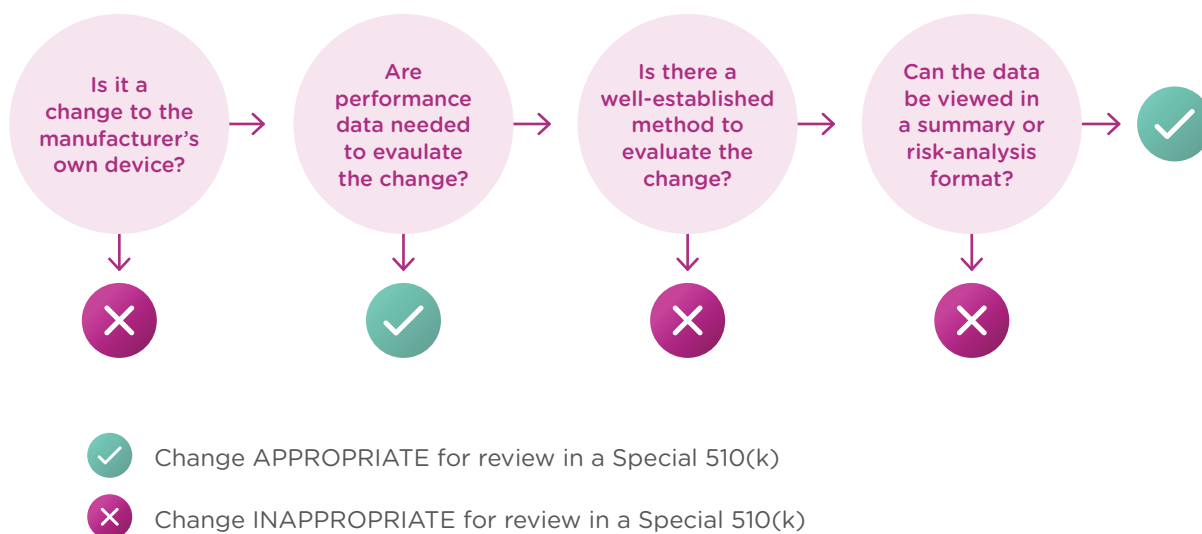 Is it a
change to the
manufacturer's
own device?
Are
performance
data needed
to evaulate
the change?
Is there a
well-established
method to
evaluate the
change?
Can the data
be viewed in
a summary or
risk-analysis
format?
Change APPROPRIATE for review in a Special 510(k)
Change INAPPROPRIATE for review in a Special 510(k)